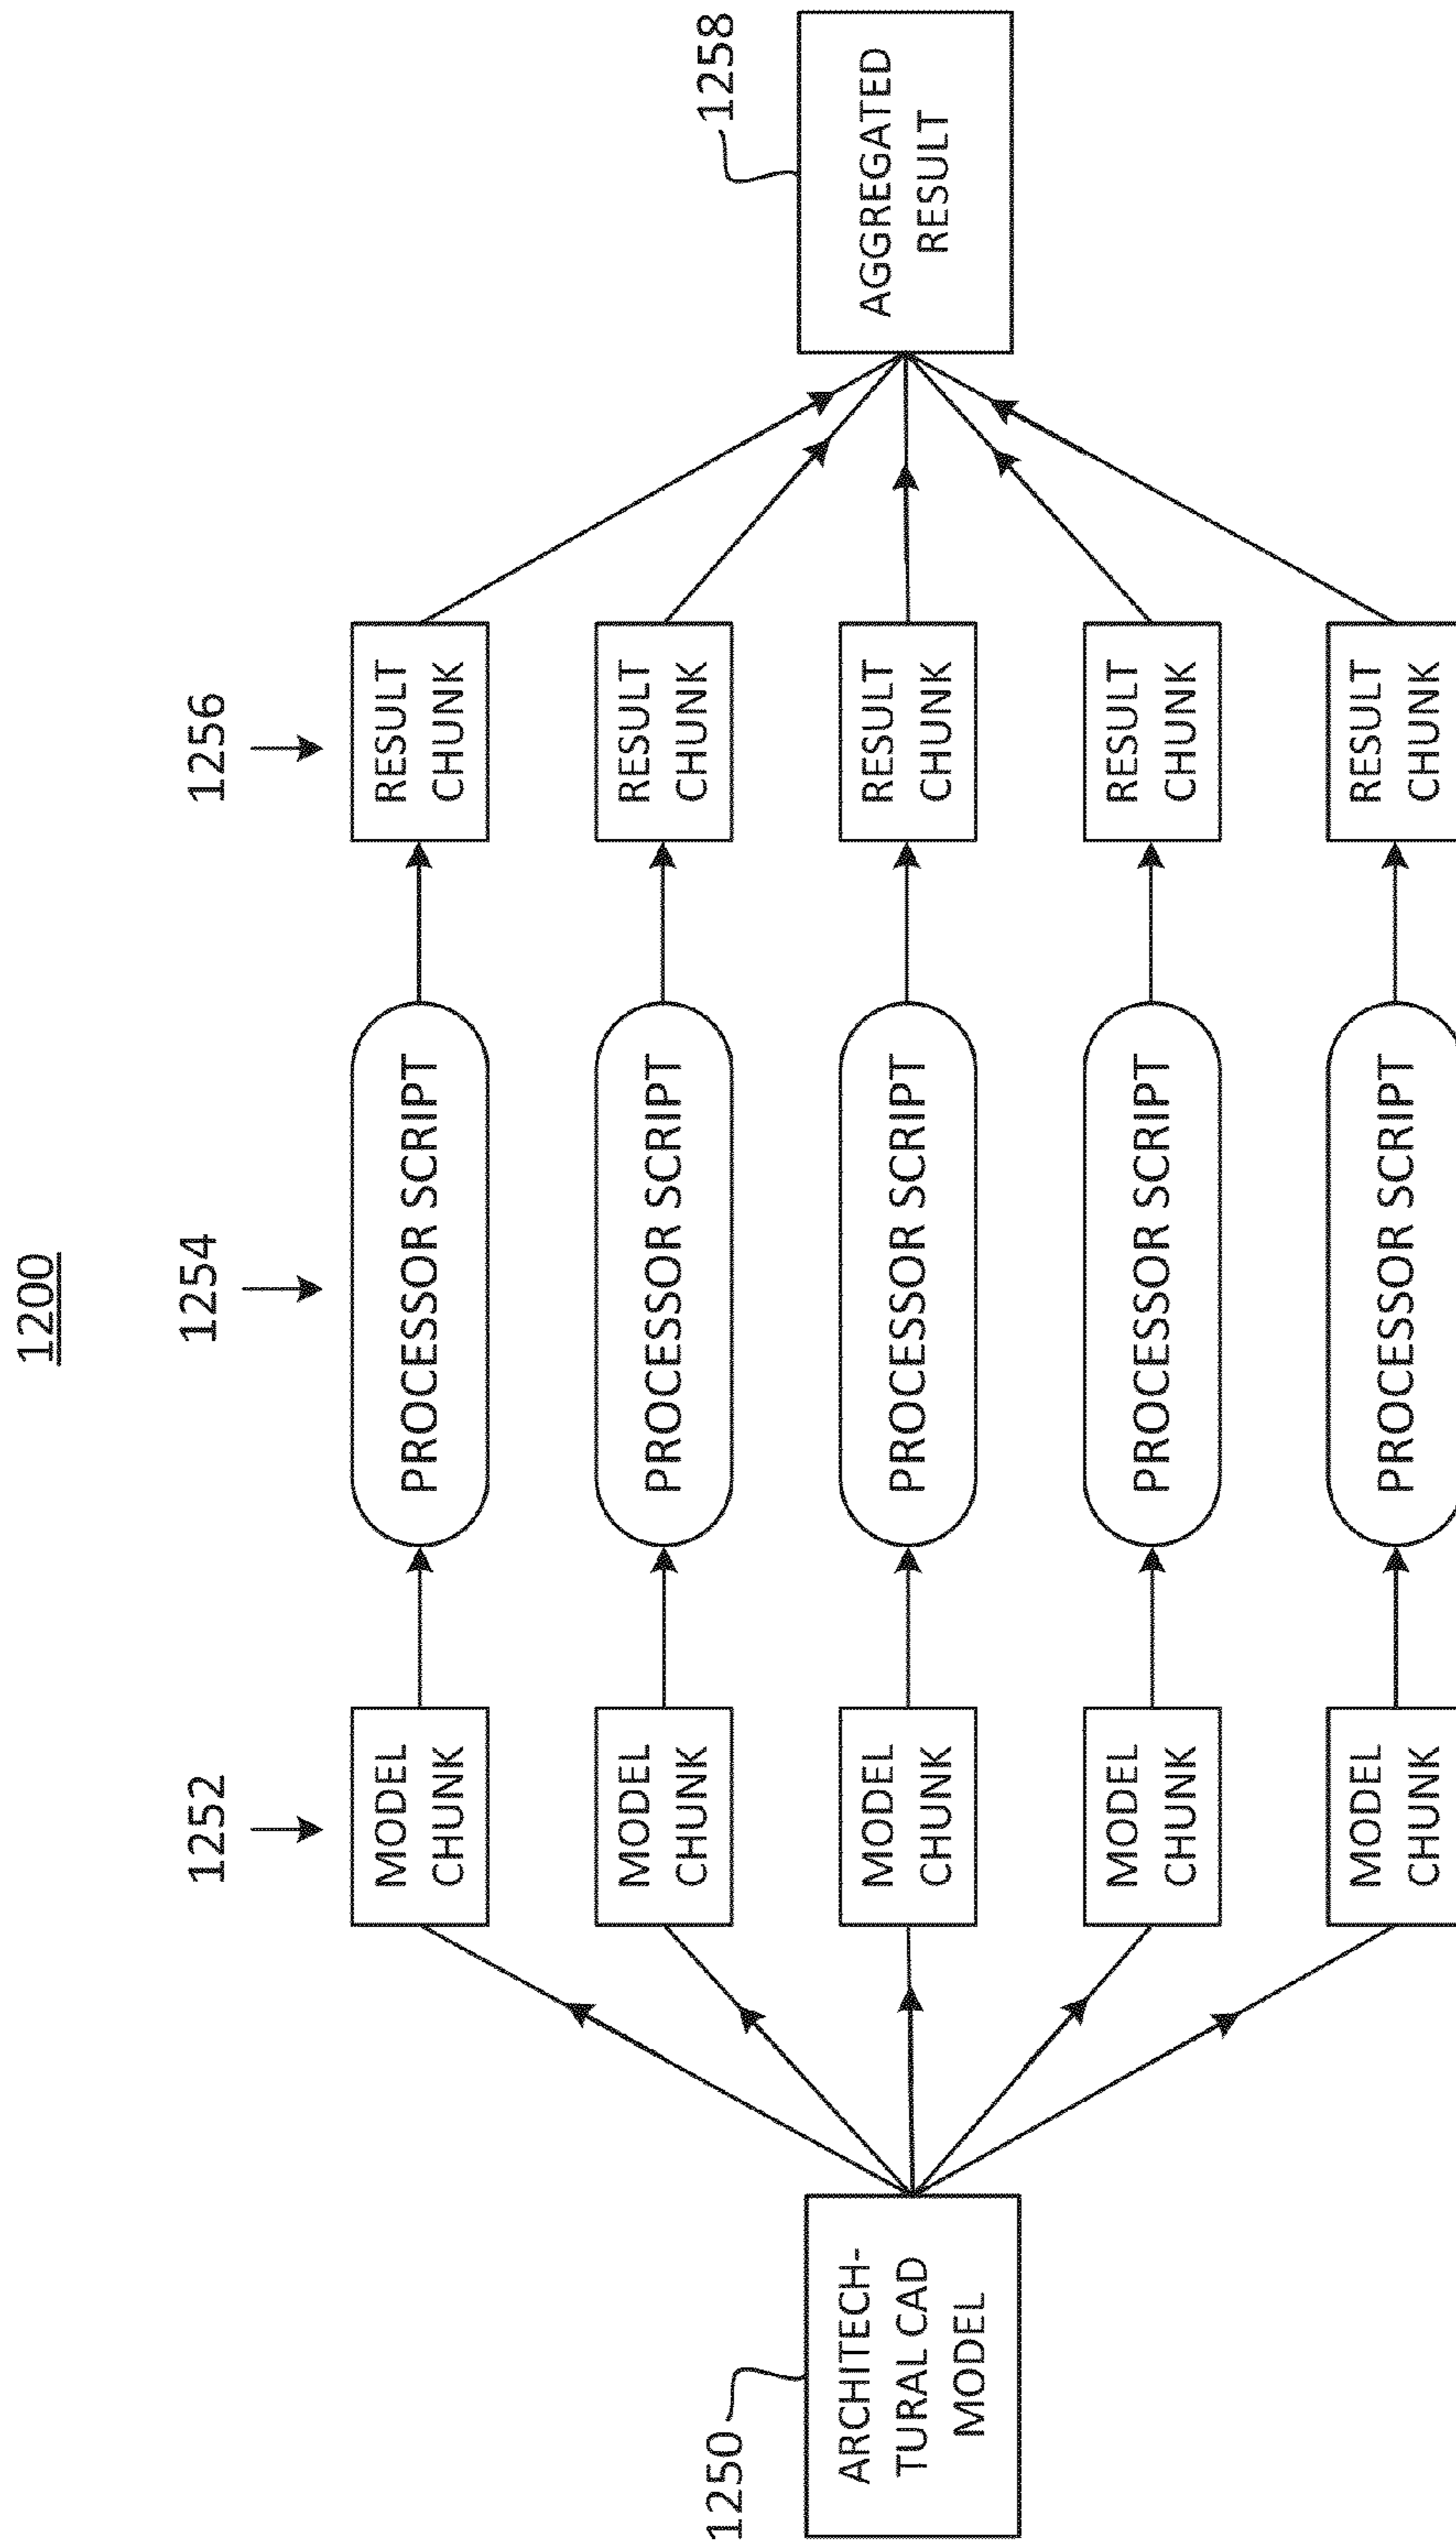 1200
1254
1252
1256
1258
1250
MODEL
CHUNK
PROCESSOR SCRIPT
RESULT
CHUNK
MODEL
CHUNK
PROCESSOR SCRIPT
RESULT
CHUNK
ARCHITECH-
TURAL CAD
MODEL
MODEL
CHUNK
PROCESSOR SCRIPT
RESULT
CHUNK
AGGREGATED
RESULT
MODEL
CHUNK
PROCESSOR SCRIPT
RESULT
CHUNK
MODEL
CHUNK
PROCESSOR SCRIPT
RESULT
CHUNK